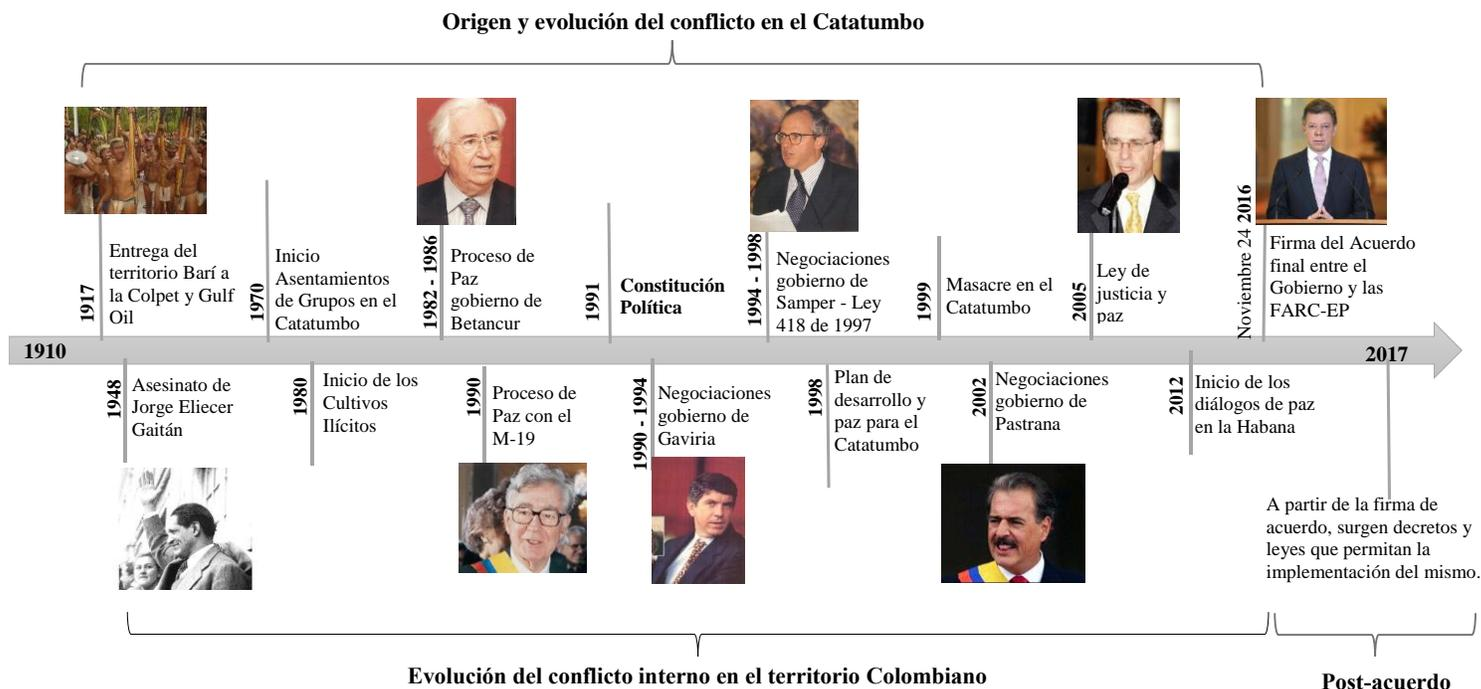 Origen y evolución del conflicto en el Catatumbo
1917
Entrega del
territorio Barí a
la Colpet y Gulf
Oil
1970
Inicio
Asentamientos
de Grupos en el
Catatumbo
1982 - 1986
Proceso de
Paz
gobierno de
Betancur
1991
Constitución
Política
1994 - 1998
Negociaciones
gobierno de
Samper - Ley
418 de 1997
1999
Masacre en el
Catatumbo
2005
Ley de
justicia y
paz
Noviembre 24 2016
Firma del Acuerdo
final entre el
Gobierno y las
FARC-EP
1910
2017
1948
Asesinato de
Jorge Eliecer
Gaitán
1980
Inicio de los
Cultivos
Ilícitos
1990
Proceso de
Paz con el
M-19
1990 - 1994
Negociaciones
gobierno de
Gaviria
1998
Plan de
desarrollo y
paz para el
Catatumbo
2002
Negociaciones
gobierno de
Pastrana
2012
Inicio de los
diálogos de paz
en la Habana
A partir de la firma de
acuerdo, surgen decretos y
leyes que permitan la
implementación del mismo.
Evolución del conflicto interno en el territorio Colombiano
Post-acuerdo